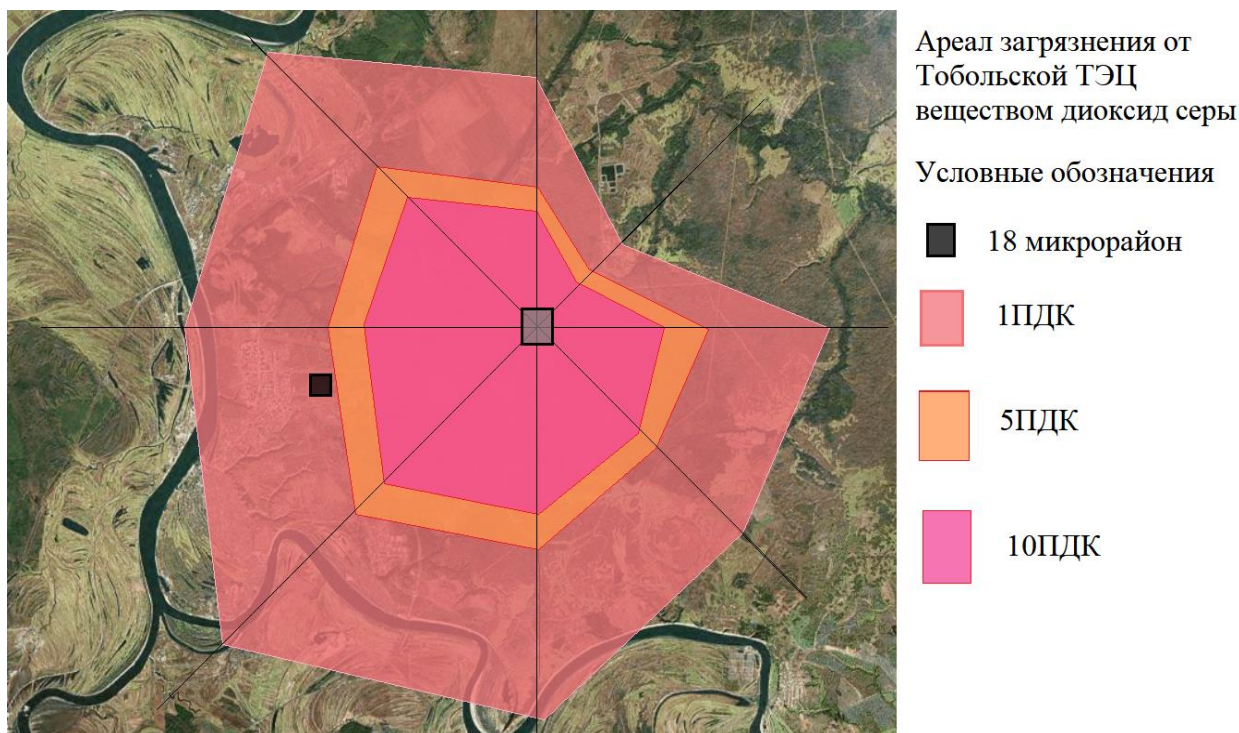 Ареал загрязнения от
Тобольской ТЭЦ
веществом диоксид серы
Условные обозначения
18 микрорайон
1ПДК
5ПДК
10ПДК